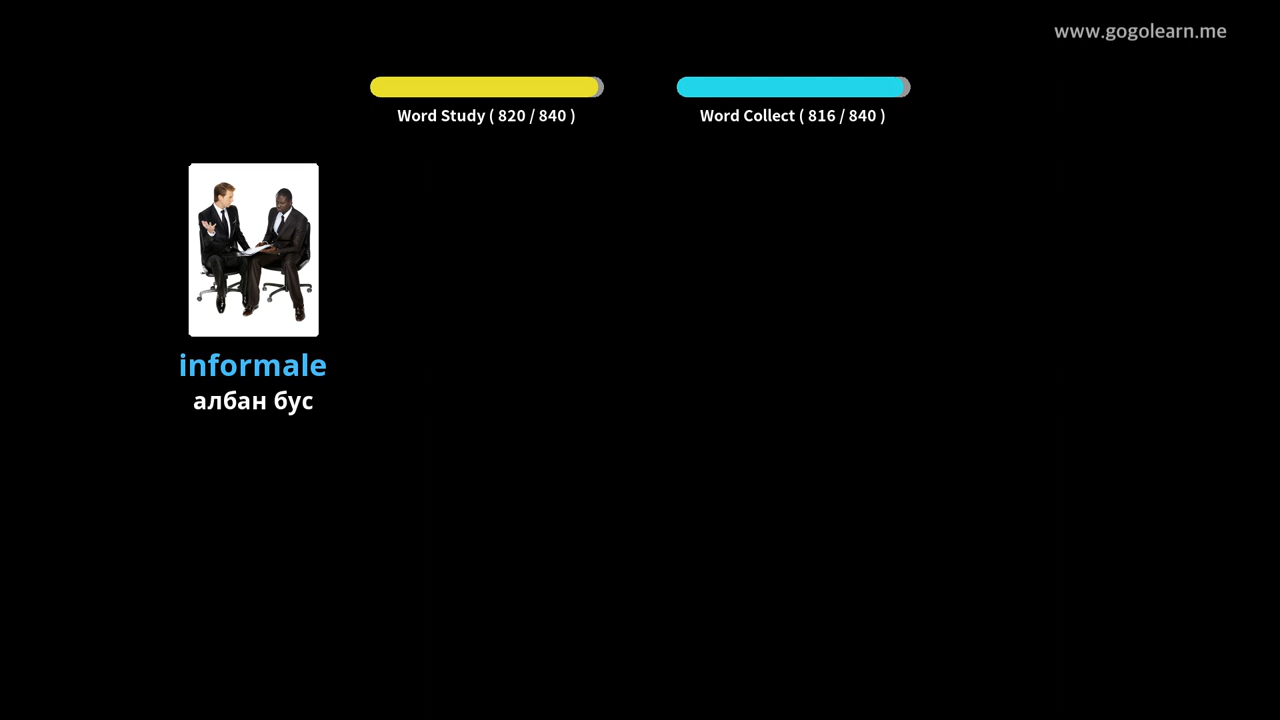 www.gogolearn.me
Word Study ( 820 / 840 )
Word Collect ( 816 / 840 )
informale
албан бус